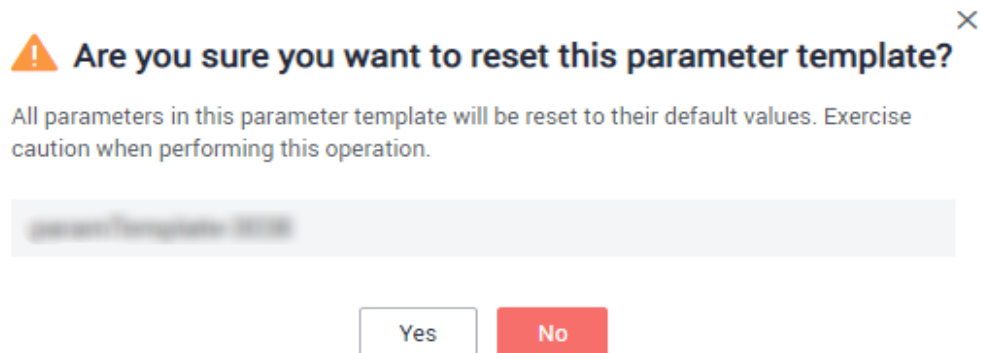 Are you sure you want to reset this parameter template?
All parameters in this parameter template will be reset to their default values. Exercise
caution when performing this operation.
Yes No